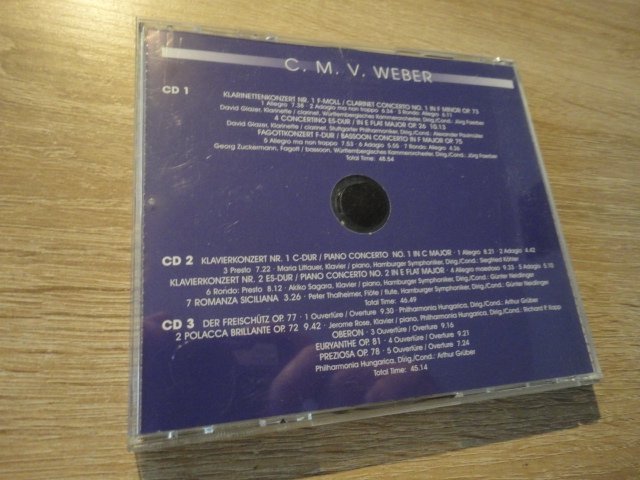 C. M. V. WEBER
CD 1
KLARINETTENKONZERT NR. 1 F-MOLL / CLARINET CONCERTO NO. 1 IN F MINOR OP. 73
1 Allegro 7.38 · 2 Adagio ma non troppo 6.34 · 3 Rondo: Allegro 6.11
David Glazer, Klarinette / clarinet, Württembergisches Kammerorchester, Dirig./Cond.: Jörg Faerber
4 CONCERTINO ES-DUR / IN E FLAT MAJOR OP. 26 10.13
David Glazer, Klarinette / clarinet, Stuttgarter Philharmoniker, Dirig./Cond.: Alexander Paulmüller
FAGOTTKONZERT F-DUR / BASSOON CONCERTO IN F MAJOR OP. 75
5 Allegro ma non troppo 7.53 · 6 Adagio 5.55 · 7 Rondo: Allegro
Georg Zuckermann, Fagott / bassoon, Württembergisches Kammerorchester, Dirig./Cond.: Jörg Faerber
Total Time: 48.54
CD 2
KLAVIERKONZERT NR. 1 C-DUR / PIANO CONCERTO NO. 1 IN C MAJOR · 1 Allegro 8.21 · 2 Adagio 4.42
3 Presto 7.22 · Maria Littauer, Klavier / piano, Hamburger Symphoniker, Dirig./Cond.: Siegfried Köhler
KLAVIERKONZERT NR. 2 ES-DUR / PIANO CONCERTO NO. 2 IN E FLAT MAJOR · 4 Allegro maestoso 9.33 · 5 Adagio 5.10
6 Rondo: Presto 8.12 · Akiko Sagara, Klavier / piano, Hamburger Symphoniker, Dirig./Cond.: Günter Neidlinger
7 ROMANZA SICILIANA 3.26 · Peter Thalheimer, Flöte / flute, Hamburger Symphoniker, Dirig./Cond.: Günter Neidlinger
Total Time: 46.49
CD 3
DER FREISCHÜTZ OP. 77 · 1 Ouvertüre / Overture 9.30 · Philharmonia Hungarica, Dirig./Cond.: Arthur Grüber
2 POLACCA BRILLANTE OP. 72 9.42 · Jerome Rose, Klavier / piano, Philharmonia Hungarica, Dirig./Cond.: Richard P. Kapp
OBERON · 3 Ouvertüre / Overture 9.16
EURYANTHE OP. 81 · 4 Ouvertüre / Overture 8.21
PREZIOSA OP. 78 · 5 Ouvertüre / Overture 7.24
Philharmonia Hungarica, Dirig./Cond.: Arthur Grüber
Total Time: 45.14